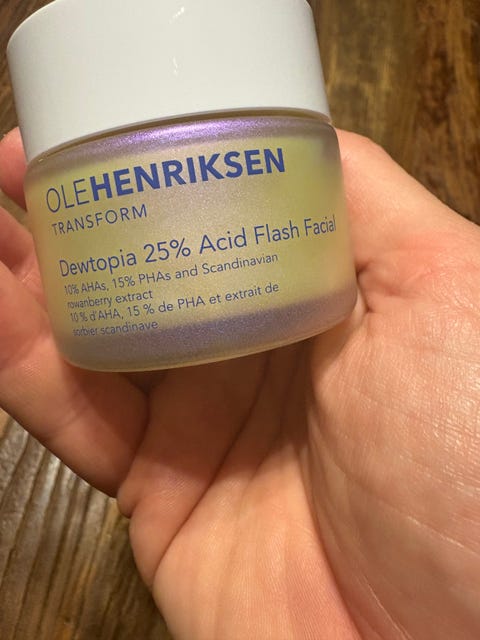 OLEHENRIKSEN
TRANSFORM
Dewtopia 25% Acid Flash Facial
10% AHAs, 15% PHAs and Scandinavian
rowanberry extract
10 % d'AHA, 15 % de PHA et extrait de
sorbier scandinave